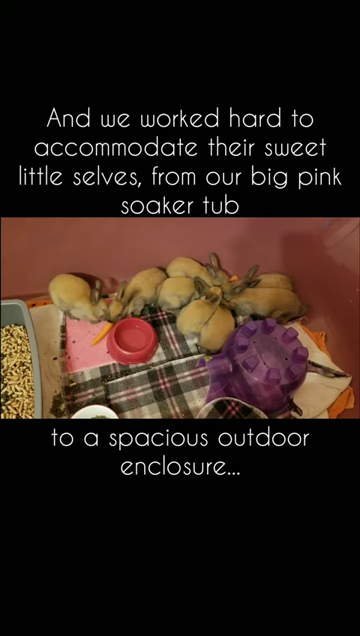 And we worked hard to
accommodate their sweet
little selves, from our big pink
soaker tub
to a spacious outdoor
enclosure...